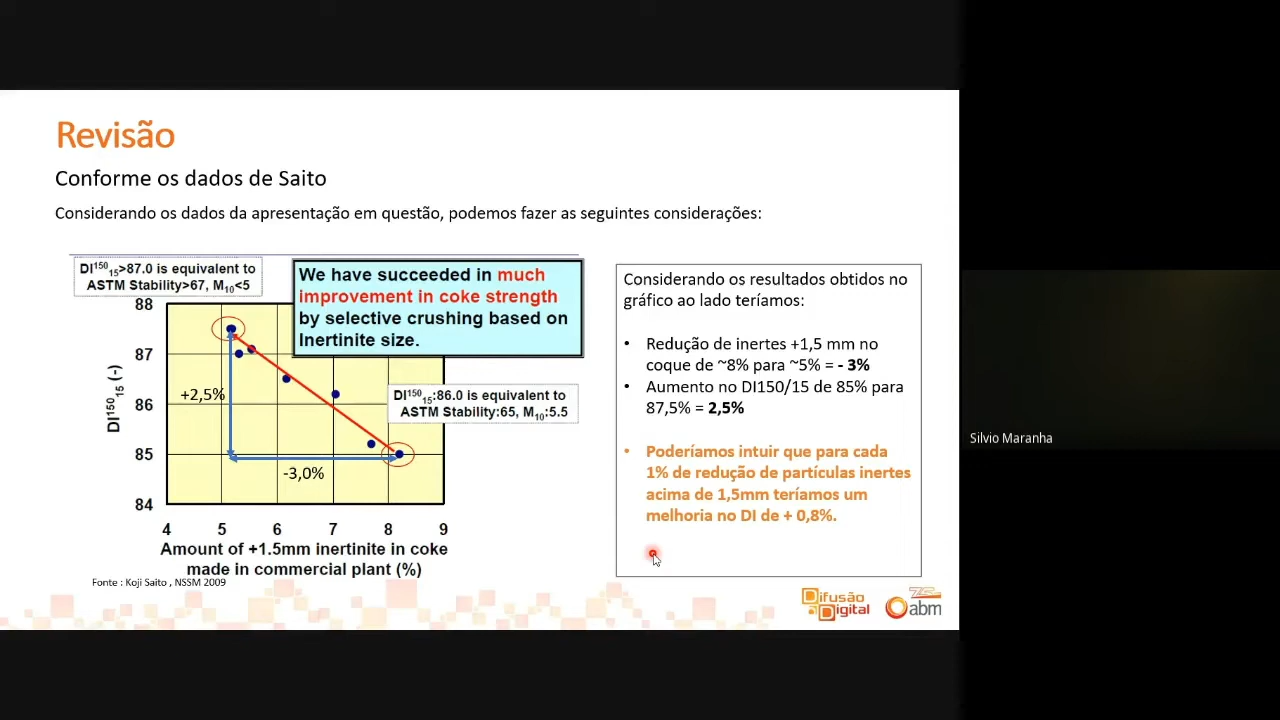 Revisão
Conforme os dados de Saito
Considerando os dados da apresentação em questão, podemos fazer as seguintes considerações:
DI¹⁵⁰₁₅>87.0 is equivalent to
ASTM Stability>67, M₁₀<5
We have succeeded in much
improvement in coke strength
by selective crushing based on
Inertinite size.
DI¹⁵⁰₁₅:86.0 is equivalent to
ASTM Stability:65, M₁₀:5.5
88
87
86
85
84
DI¹⁵⁰₁₅ (-)
+2,5%
-3,0%
4 5 6 7 8 9
Amount of +1.5mm inertinite in coke
made in commercial plant (%)
Fonte : Koji Saito , NSSM 2009
Considerando os resultados obtidos no
gráfico ao lado teríamos:
• Redução de inertes +1,5 mm no
coque de ~8% para ~5% = - 3%
• Aumento no DI150/15 de 85% para
87,5% = 2,5%
• Poderíamos intuir que para cada
1% de redução de partículas inertes
acima de 1,5mm teríamos um
melhoria no DI de + 0,8%.
Difusão
Digital
abm
Silvio Maranha